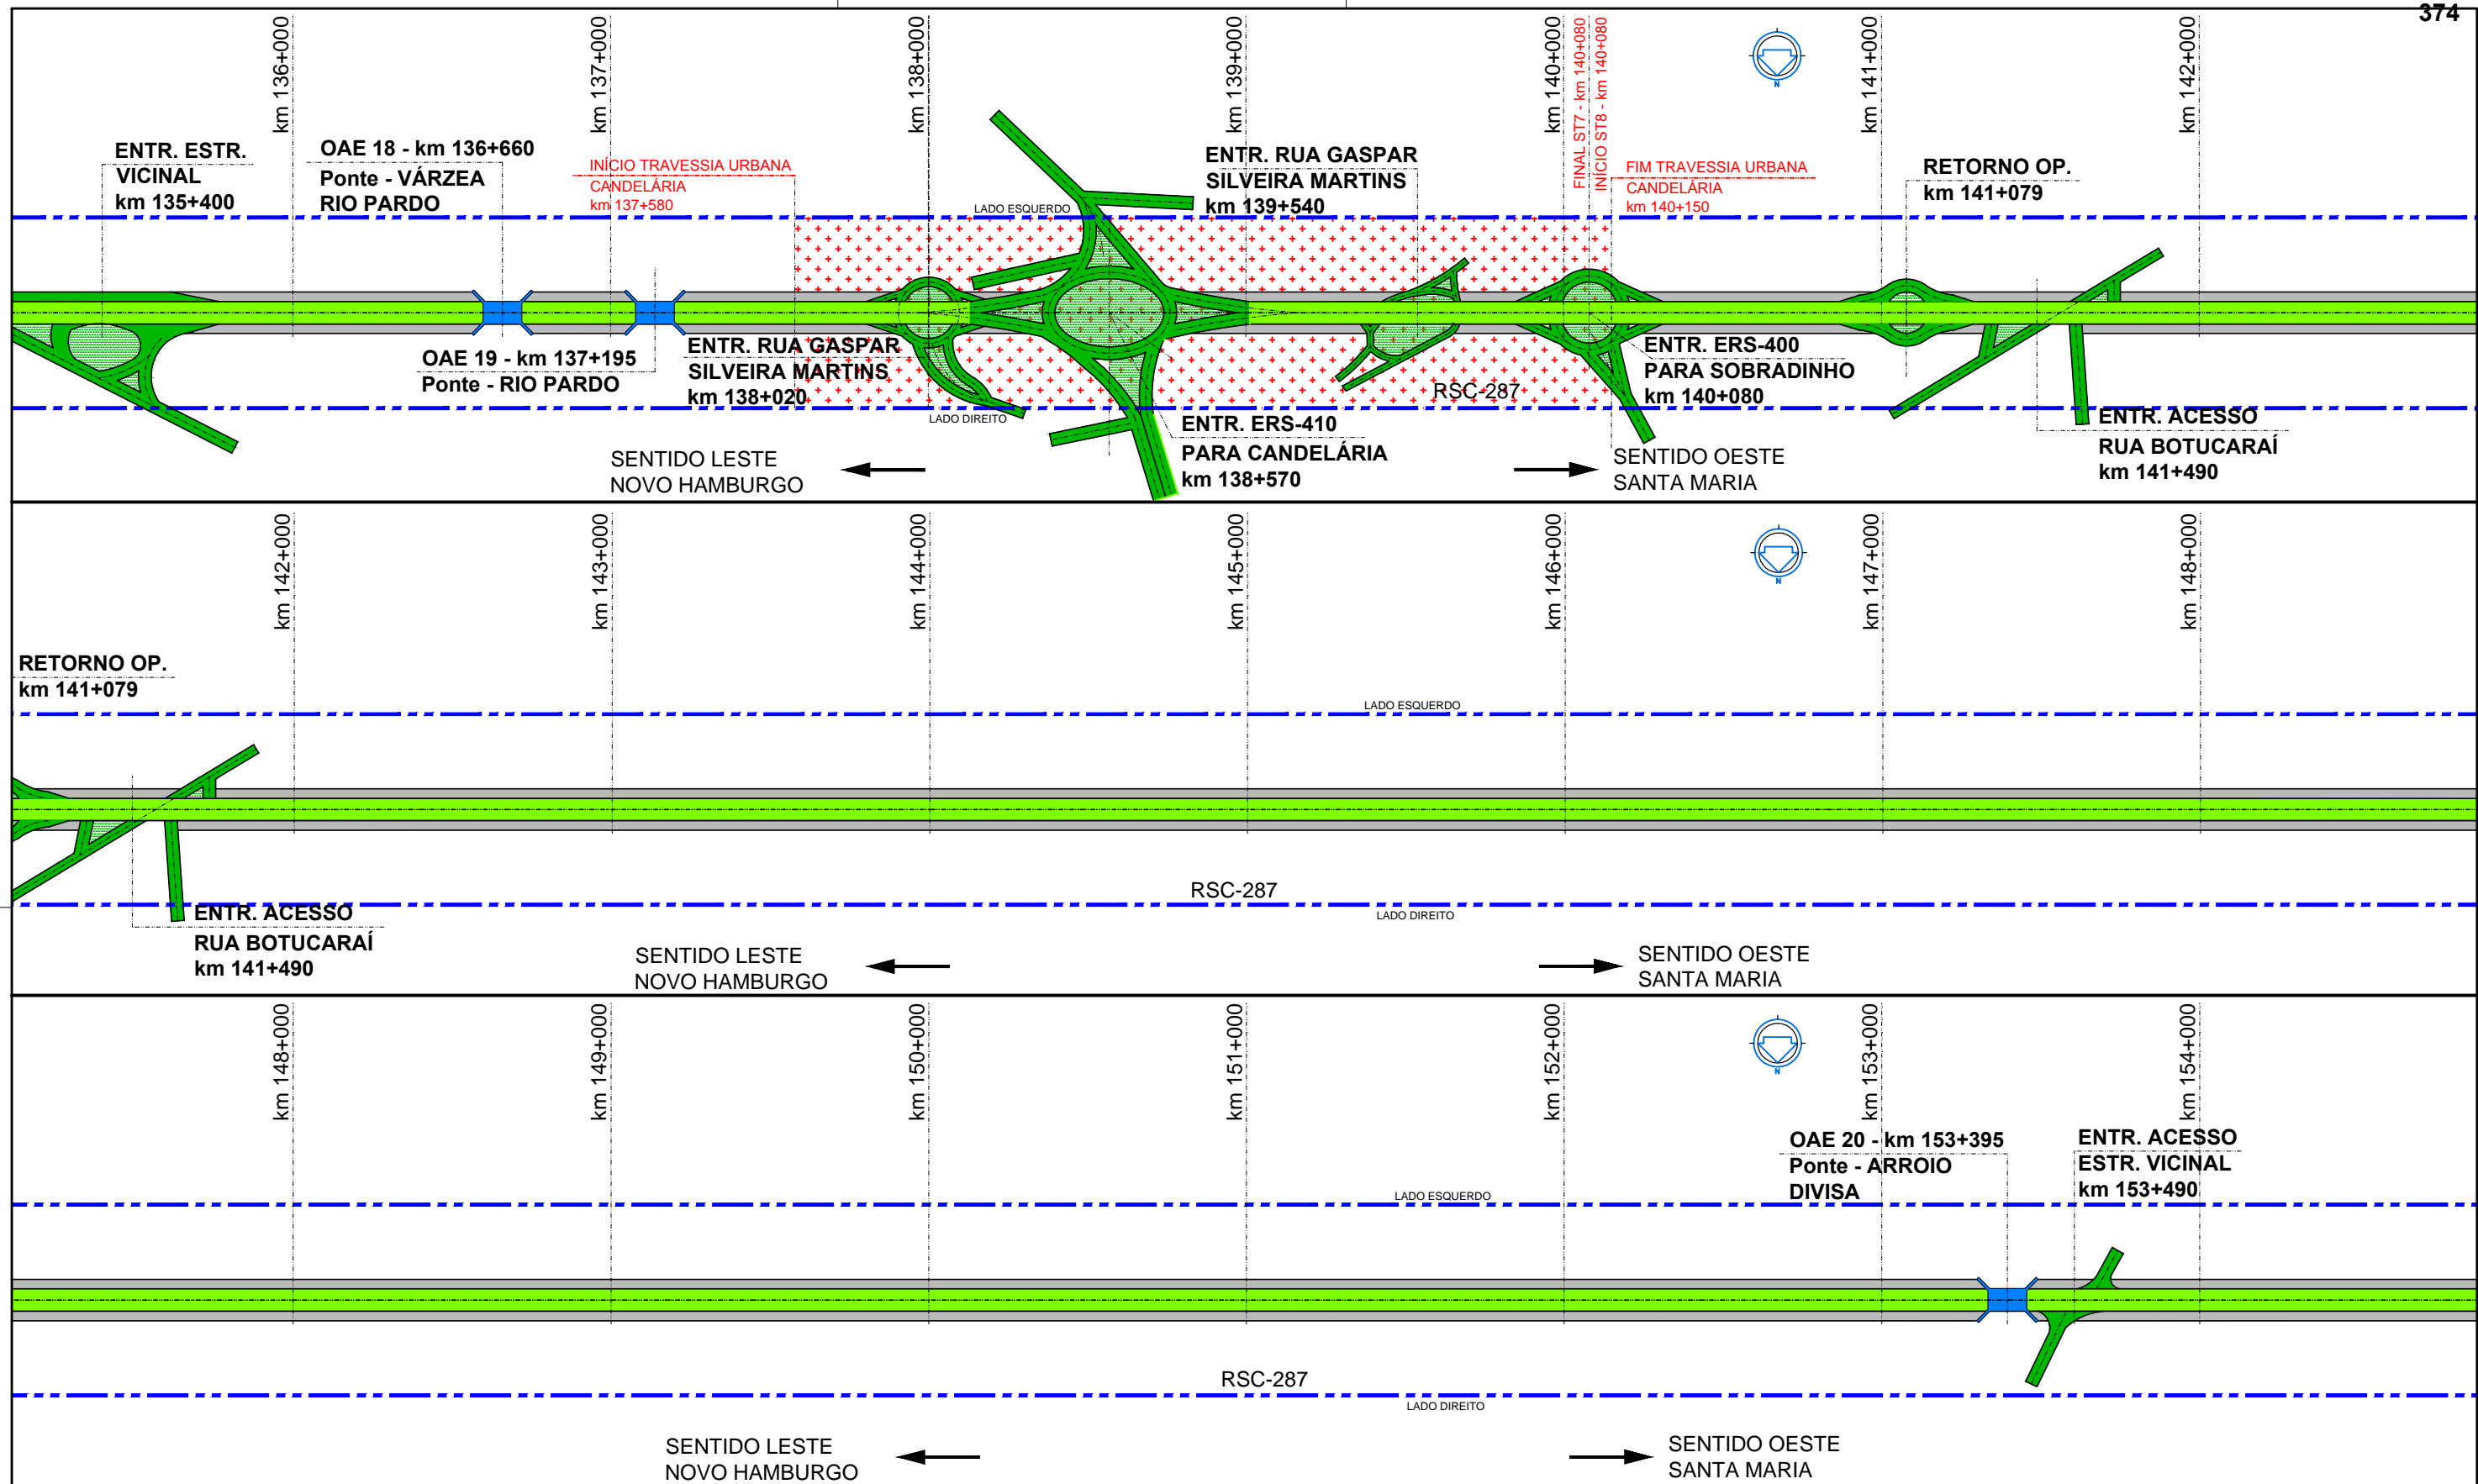 374
km 136+000
km 137+000
km 138+000
km 139+000
km 140+000
FINAL ST7 - km 140+080
INÍCIO ST8 - km 140+080
km 141+000
km 142+000
ENTR. ESTR.
VICINAL
km 135+400
OAE 18 - km 136+660
Ponte - VÁRZEA
RIO PARDO
INÍCIO TRAVESSIA URBANA
CANDELÁRIA
km 137+580
LADO ESQUERDO
ENTR. RUA GASPAR
SILVEIRA MARTINS
km 139+540
FIM TRAVESSIA URBANA
CANDELÁRIA
km 140+150
RETORNO OP.
km 141+079
N
OAE 19 - km 137+195
Ponte - RIO PARDO
ENTR. RUA GASPAR
SILVEIRA MARTINS
km 138+020
LADO DIREITO
ENTR. ERS-410
PARA CANDELÁRIA
km 138+570
RSC-287
ENTR. ERS-400
PARA SOBRADINHO
km 140+080
ENTR. ACESSO
RUA BOTUCARAÍ
km 141+490
SENTIDO LESTE
NOVO HAMBURGO
SENTIDO OESTE
SANTA MARIA
km 142+000
km 143+000
km 144+000
km 145+000
km 146+000
km 147+000
km 148+000
N
RETORNO OP.
km 141+079
LADO ESQUERDO
RSC-287
LADO DIREITO
ENTR. ACESSO
RUA BOTUCARAÍ
km 141+490
SENTIDO LESTE
NOVO HAMBURGO
SENTIDO OESTE
SANTA MARIA
km 148+000
km 149+000
km 150+000
km 151+000
km 152+000
km 153+000
km 154+000
N
OAE 20 - km 153+395
Ponte - ARROIO
DIVISA
ENTR. ACESSO
ESTR. VICINAL
km 153+490
LADO ESQUERDO
RSC-287
LADO DIREITO
SENTIDO LESTE
NOVO HAMBURGO
SENTIDO OESTE
SANTA MARIA